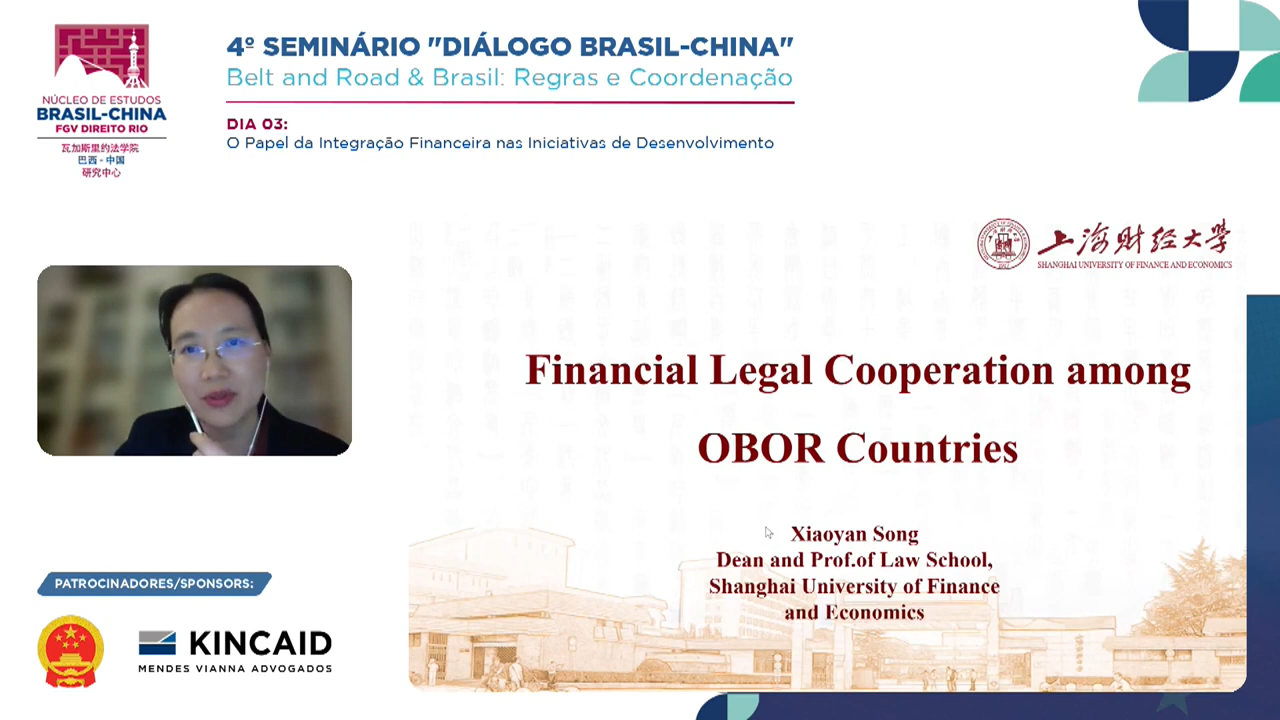 4º SEMINÁRIO "DIÁLOGO BRASIL-CHINA"
Belt and Road & Brasil: Regras e Coordenação
DIA 03:
O Papel da Integração Financeira nas Iniciativas de Desenvolvimento
NÚCLEO DE ESTUDOS
BRASIL-CHINA
FGV DIREITO RIO
瓦加斯里约法学院
巴西 - 中国
研究中心
上海财经大学
SHANGHAI UNIVERSITY OF FINANCE AND ECONOMICS
Financial Legal Cooperation among
OBOR Countries
Xiaoyan Song
Dean and Prof.of Law School,
Shanghai University of Finance
and Economics
PATROCINADORES/SPONSORS:
KINCAID
MENDES VIANNA ADVOGADOS